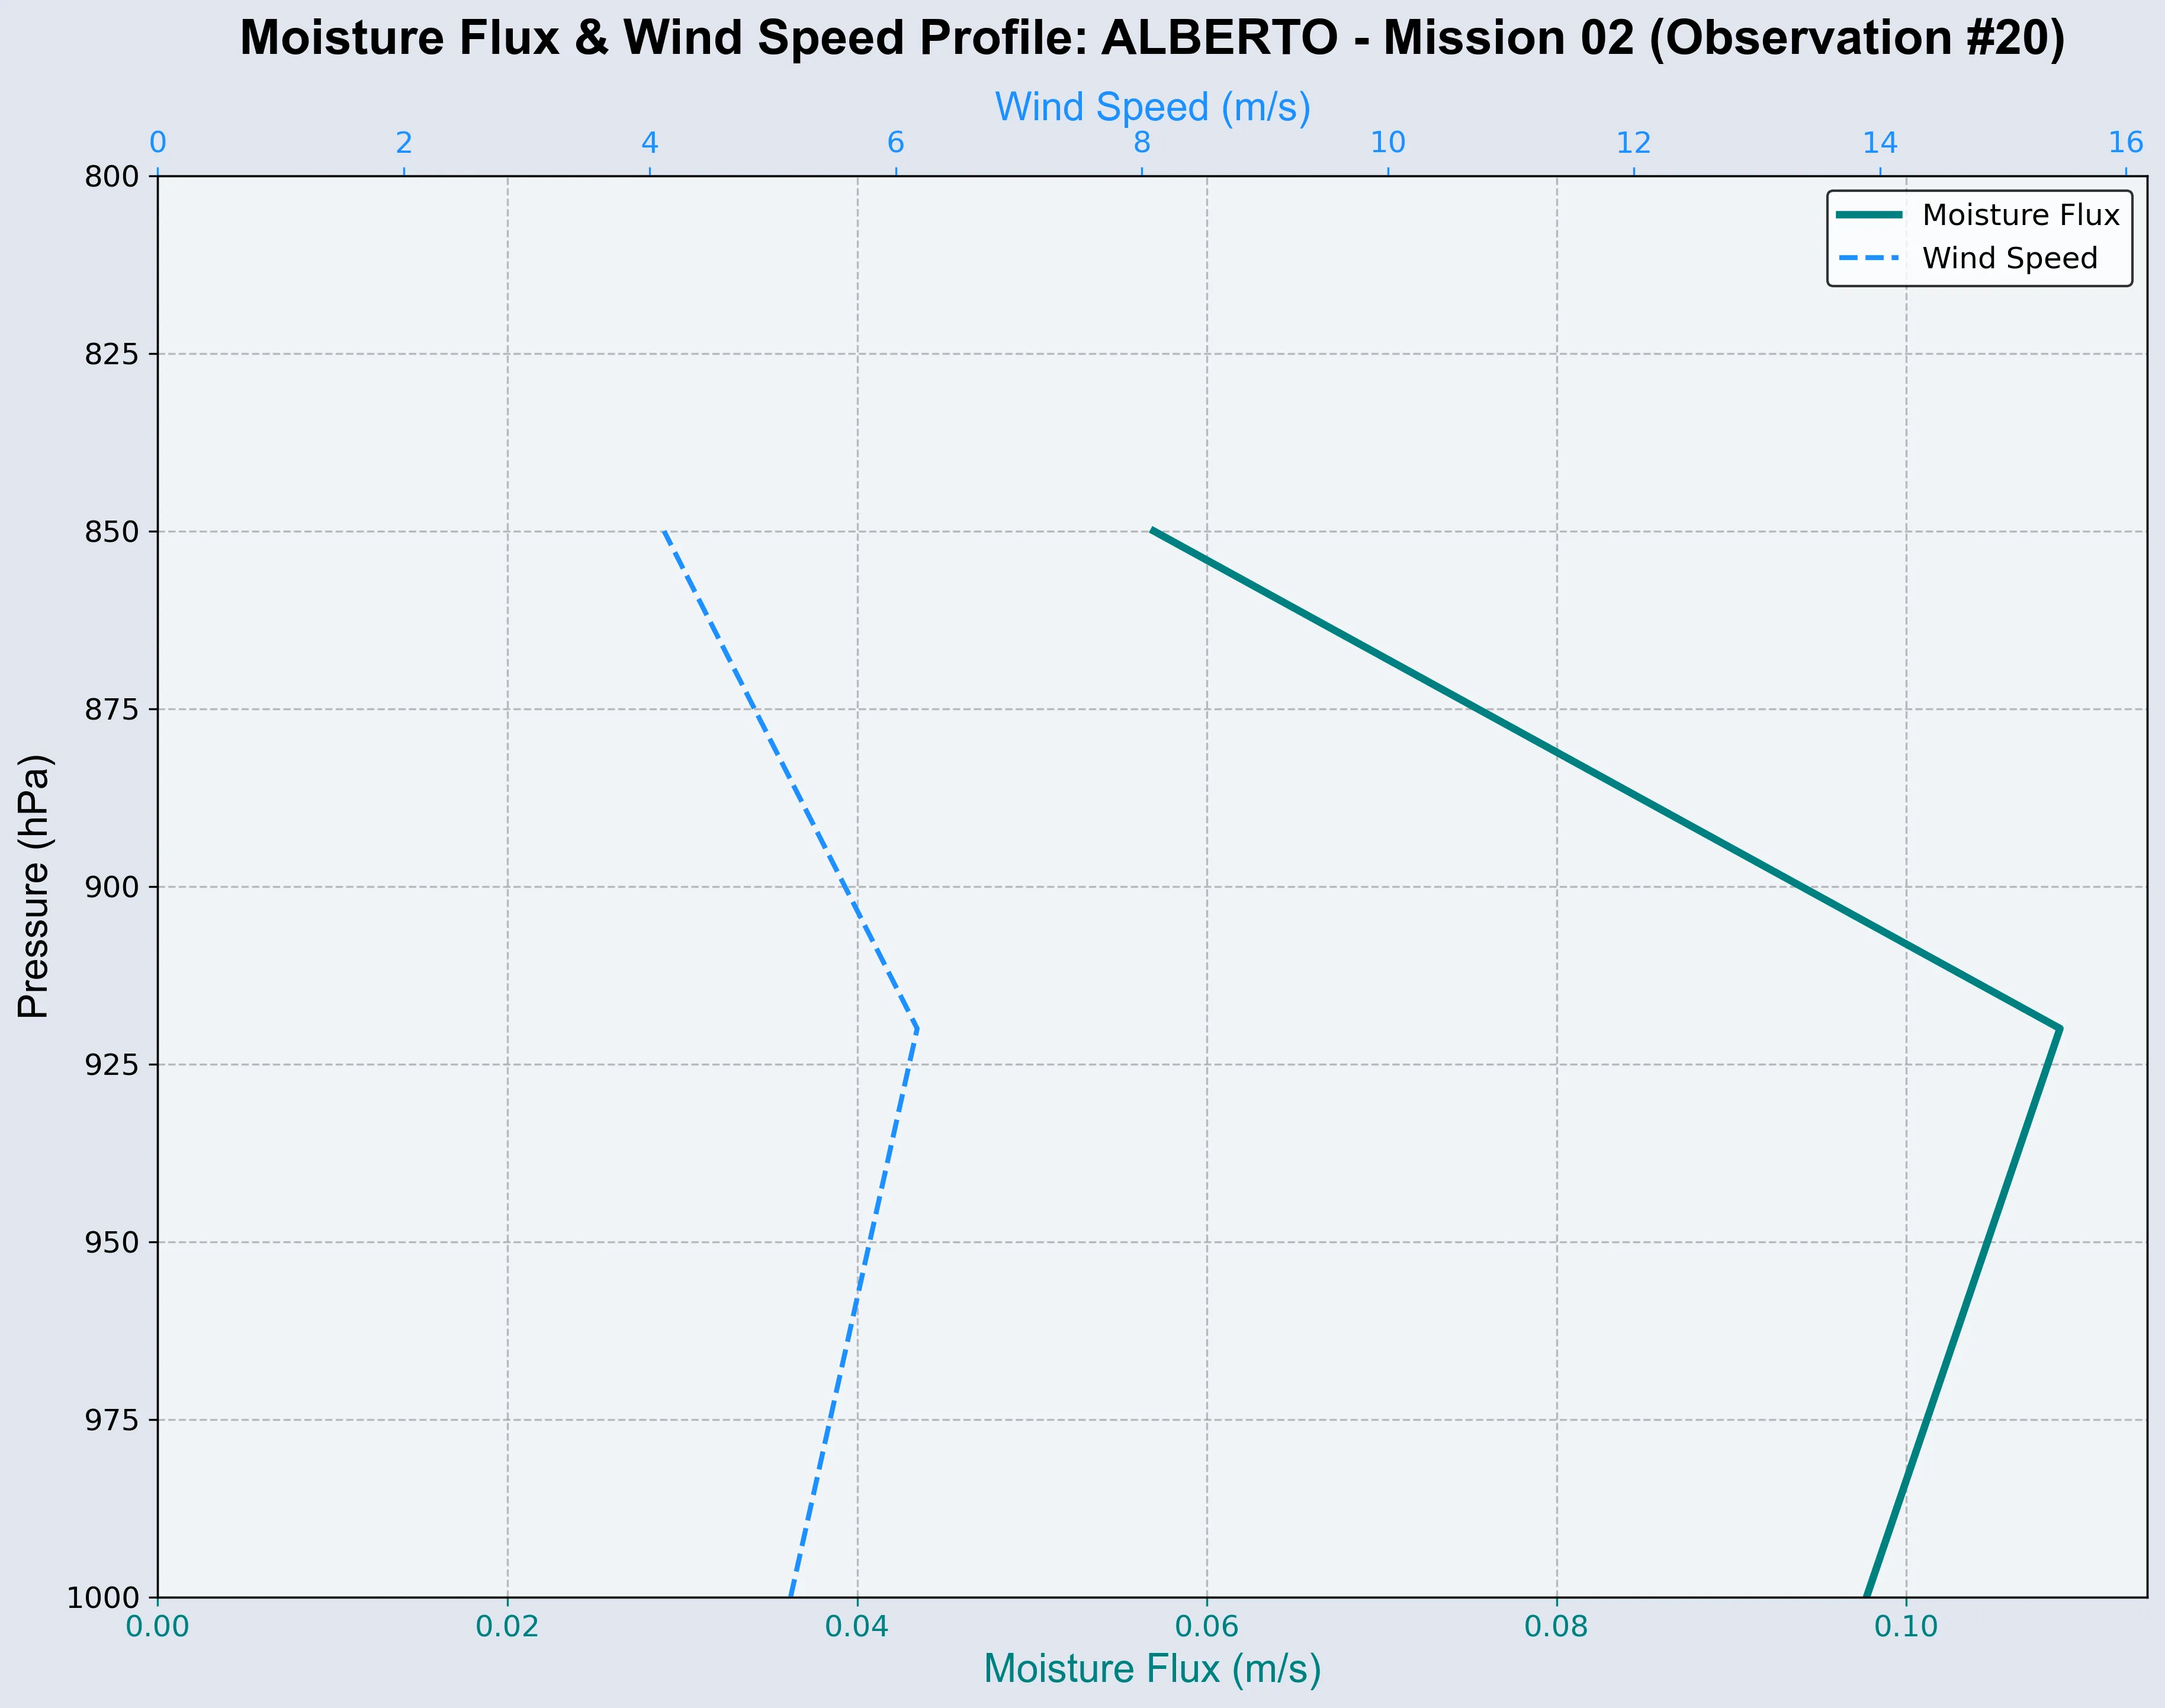 Moisture Flux & Wind Speed Profile: ALBERTO - Mission 02 (Observation #20)
Wind Speed (m/s)
0 2 4 6 8 10 12 14 16
Moisture Flux
Wind Speed
800
825
850
875
900
925
950
975
1000
Pressure (hPa)
0.00 0.02 0.04 0.06 0.08 0.10
Moisture Flux (m/s)